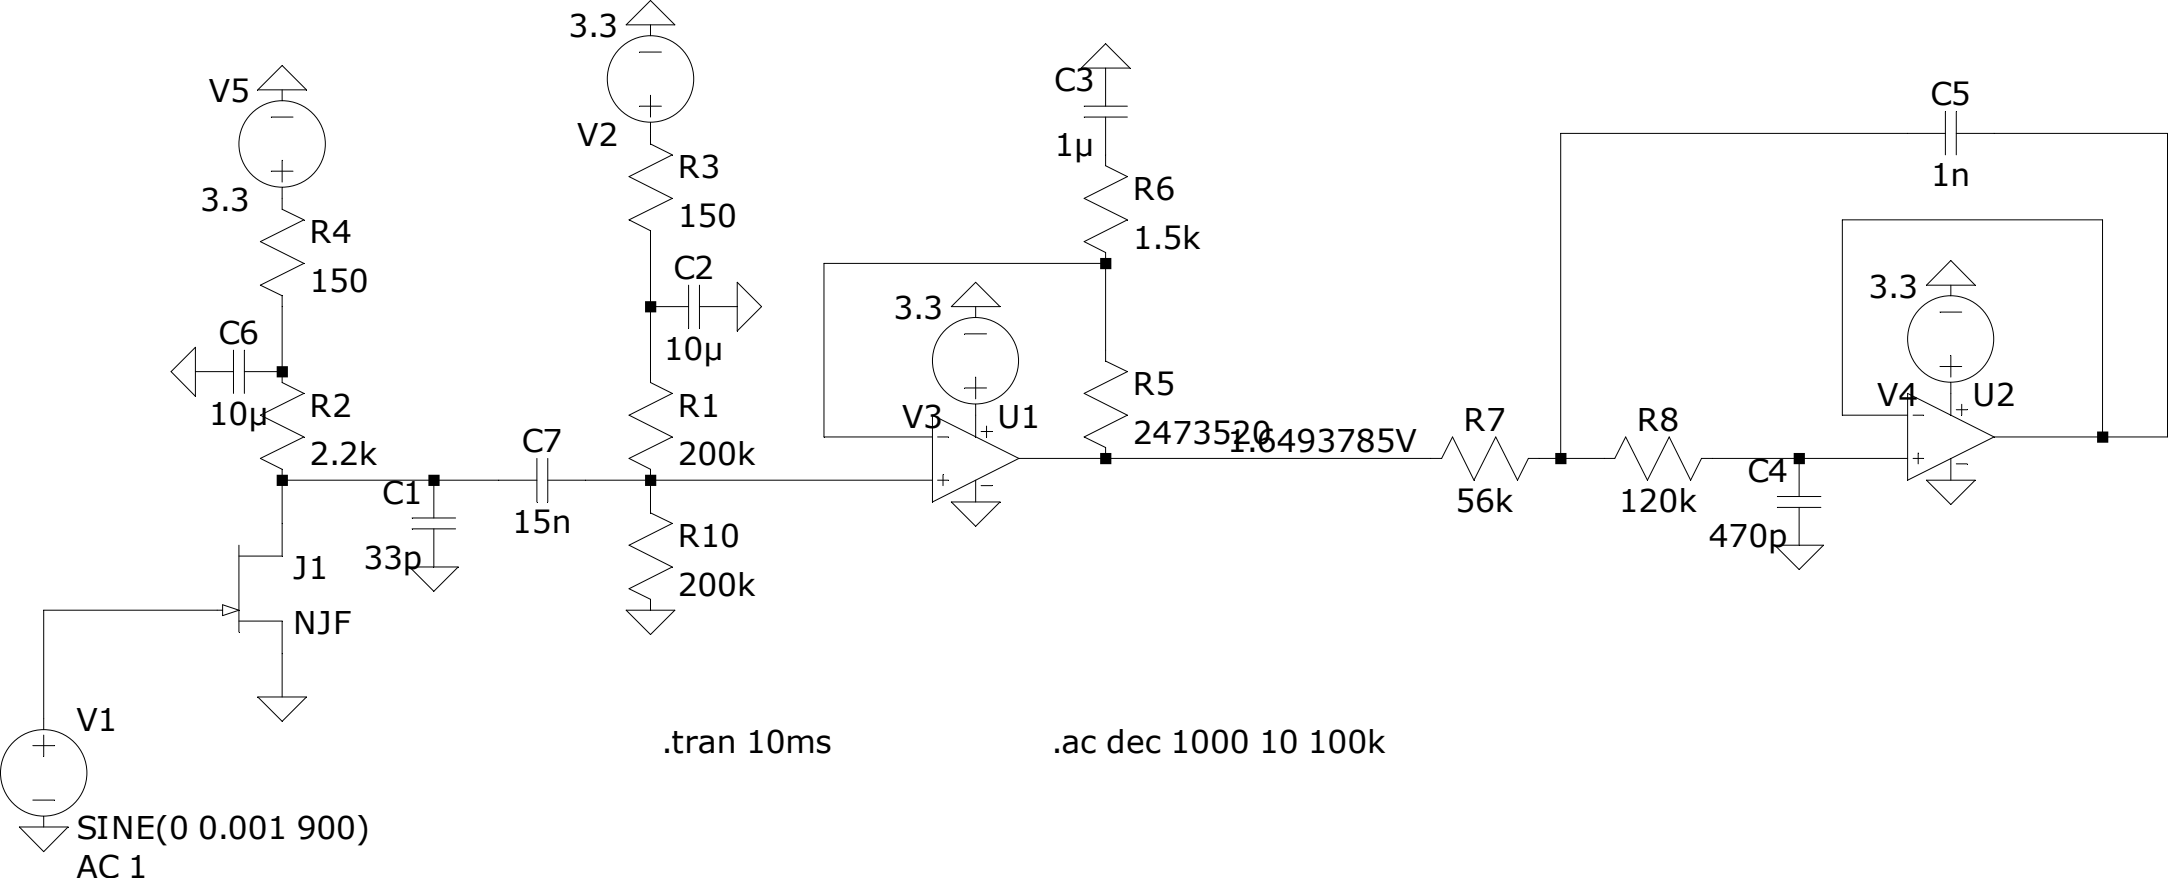 3.3
V2
V5
3.3
R4
150
R3
150
C3
1µ
R6
1.5k
C5
1n
C6
10µ
R2
2.2k
C2
10µ
R1
200k
3.3
V3
U1
R5
2473520
1.6493785V
3.3
V4
U2
R7
56k
R8
120k
C4
470p
C7
15n
C1
33p
R10
200k
J1
NJF
V1
SINE(0 0.001 900)
AC 1
.tran 10ms
.ac dec 1000 10 100k